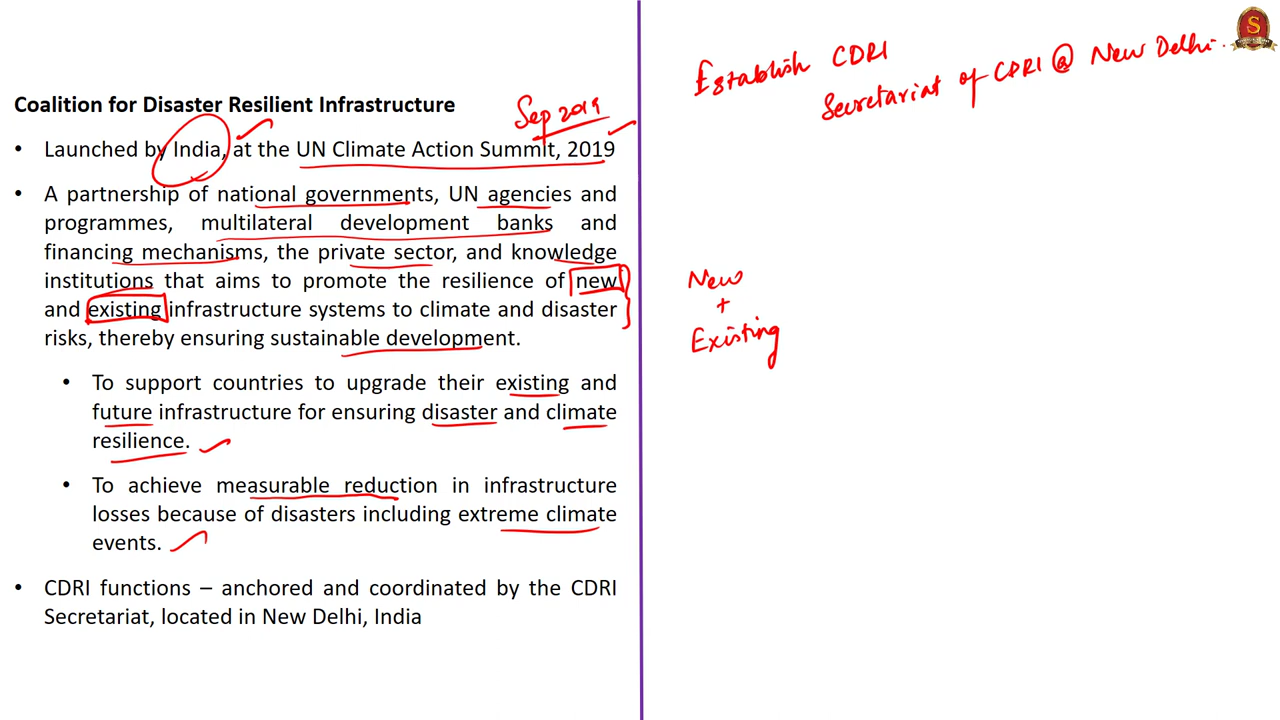 Coalition for Disaster Resilient Infrastructure
Sep 2019
• Launched by India, at the UN Climate Action Summit, 2019
• A partnership of national governments, UN agencies and
programmes, multilateral development banks and
financing mechanisms, the private sector, and knowledge
institutions that aims to promote the resilience of new
and existing infrastructure systems to climate and disaster
risks, thereby ensuring sustainable development.
• To support countries to upgrade their existing and
future infrastructure for ensuring disaster and climate
resilience.
• To achieve measurable reduction in infrastructure
losses because of disasters including extreme climate
events.
• CDRI functions – anchored and coordinated by the CDRI
Secretariat, located in New Delhi, India
Establish CDRI
Secretariat of CDRI @ New Delhi.
New
+
Existing
S